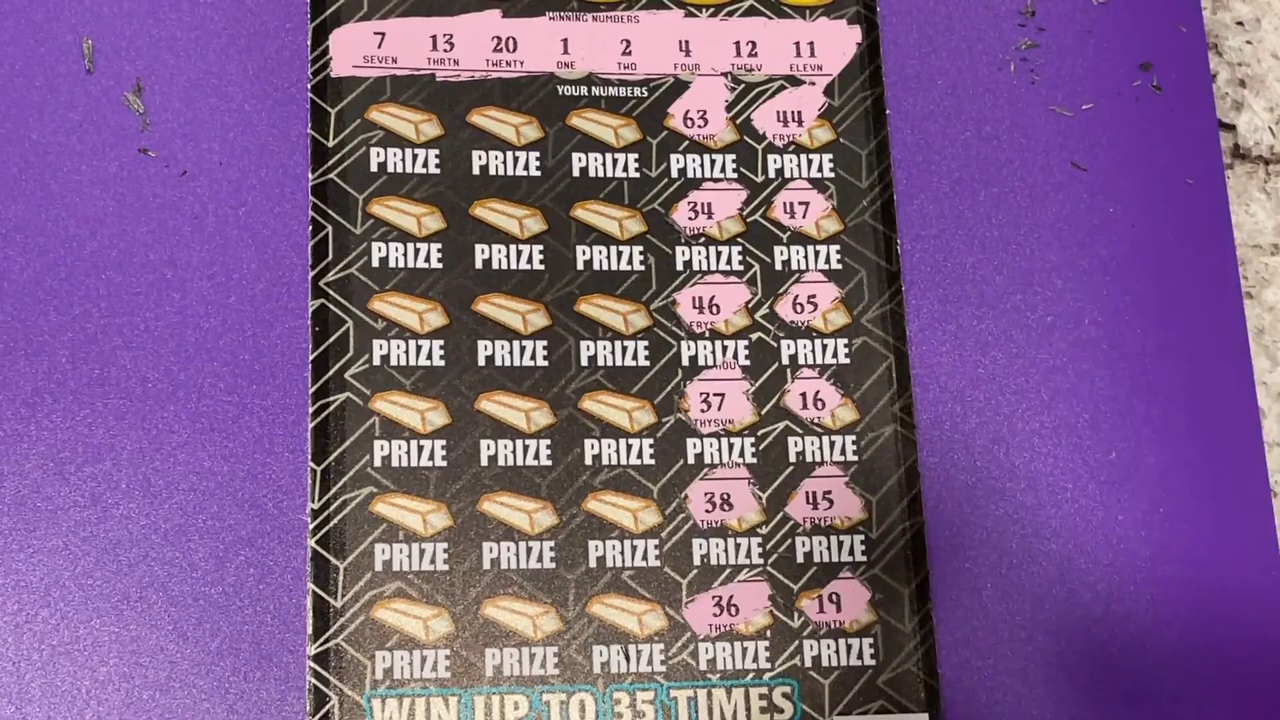 WINNING NUMBERS
7 13 20 1 2 4 12 11
SEVEN THRTN TWENTY ONE TWO FOUR TWELV ELEVN
YOUR NUMBERS
63 44
PRIZE PRIZE PRIZE PRIZE PRIZE
34 47
PRIZE PRIZE PRIZE PRIZE PRIZE
46 65
PRIZE PRIZE PRIZE PRIZE PRIZE
37 16
THYSVN
PRIZE PRIZE PRIZE PRIZE PRIZE
38 45
PRIZE PRIZE PRIZE PRIZE PRIZE
36 19
NINTN
PRIZE PRIZE PRIZE PRIZE PRIZE
WIN UP TO 35 TIMES